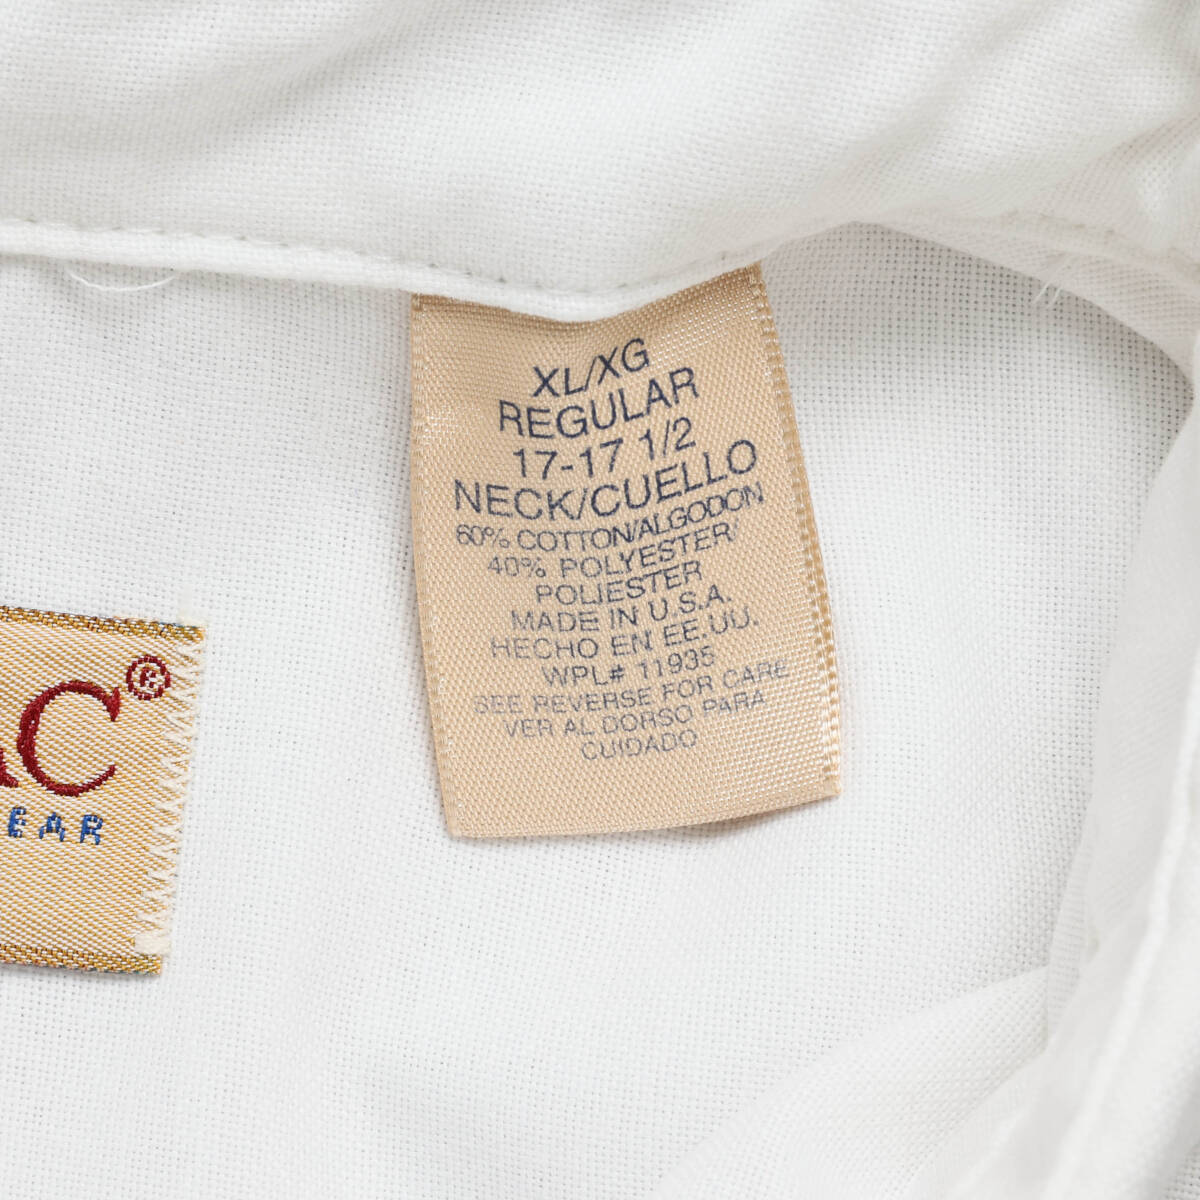 XL/XG
REGULAR
17-17 1/2
NECK/CUELLO
60% COTTON/ALGODON
40% POLYESTER/
POLIESTER
MADE IN U.S.A.
HECHO EN EE.UU.
WPL# 11935
SEE REVERSE FOR CARE
VER AL DORSO PARA
CUIDADO
AC®
EAR